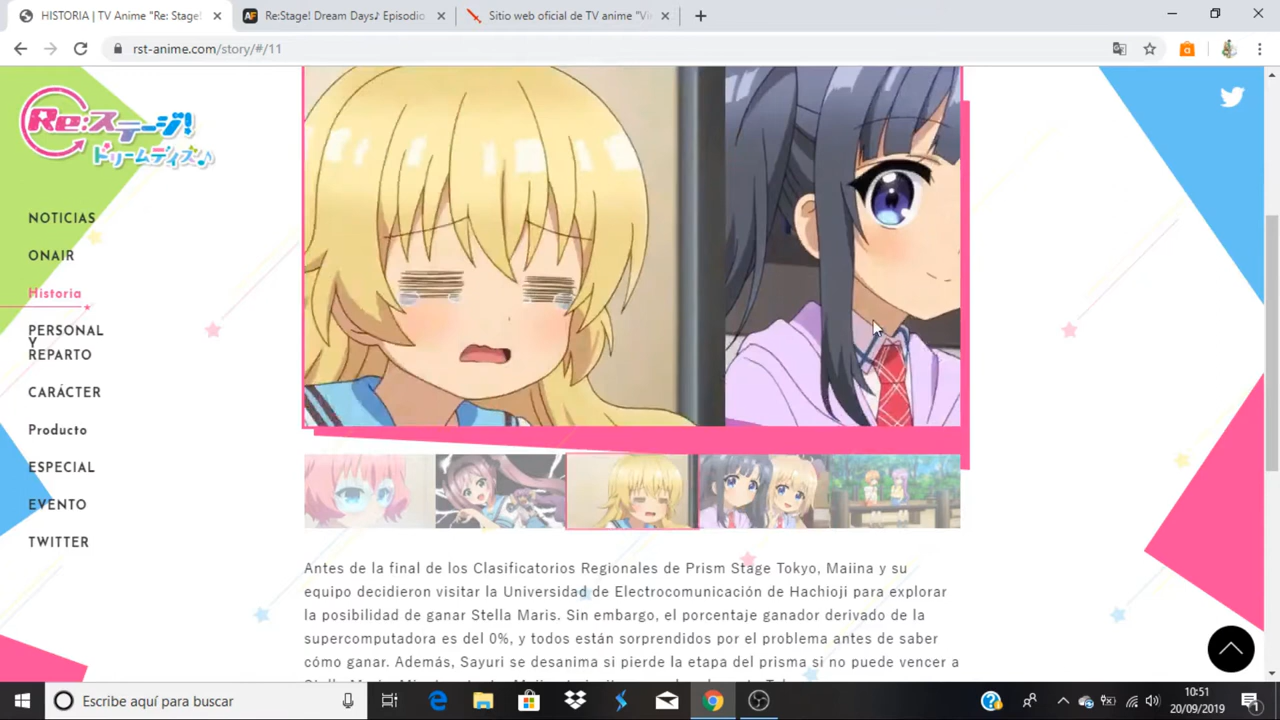 HISTORIA | TV Anime "Re: Stage!
Re:Stage! Dream Days♪ Episodio
Sitio web oficial de TV anime "Vi
rst-anime.com/story/#/11
Re:ステージ!
ドリームデイズ♪
NOTICIAS
ONAIR
Historia
PERSONAL
Y
REPARTO
CARÁCTER
Producto
ESPECIAL
EVENTO
TWITTER
Antes de la final de los Clasificatorios Regionales de Prism Stage Tokyo, Maiina y su
equipo decidieron visitar la Universidad de Electrocomunicación de Hachioji para explorar
la posibilidad de ganar Stella Maris. Sin embargo, el porcentaje ganador derivado de la
supercomputadora es del 0%, y todos están sorprendidos por el problema antes de saber
cómo ganar. Además, Sayuri se desanima si pierde la etapa del prisma si no puede vencer a
Escribe aquí para buscar
10:51
20/09/2019